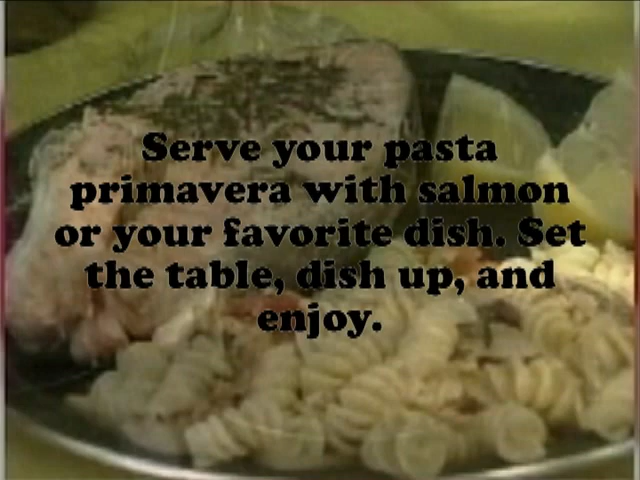 Serve your pasta
primavera with salmon
or your favorite dish. Set
the table, dish up, and
enjoy.